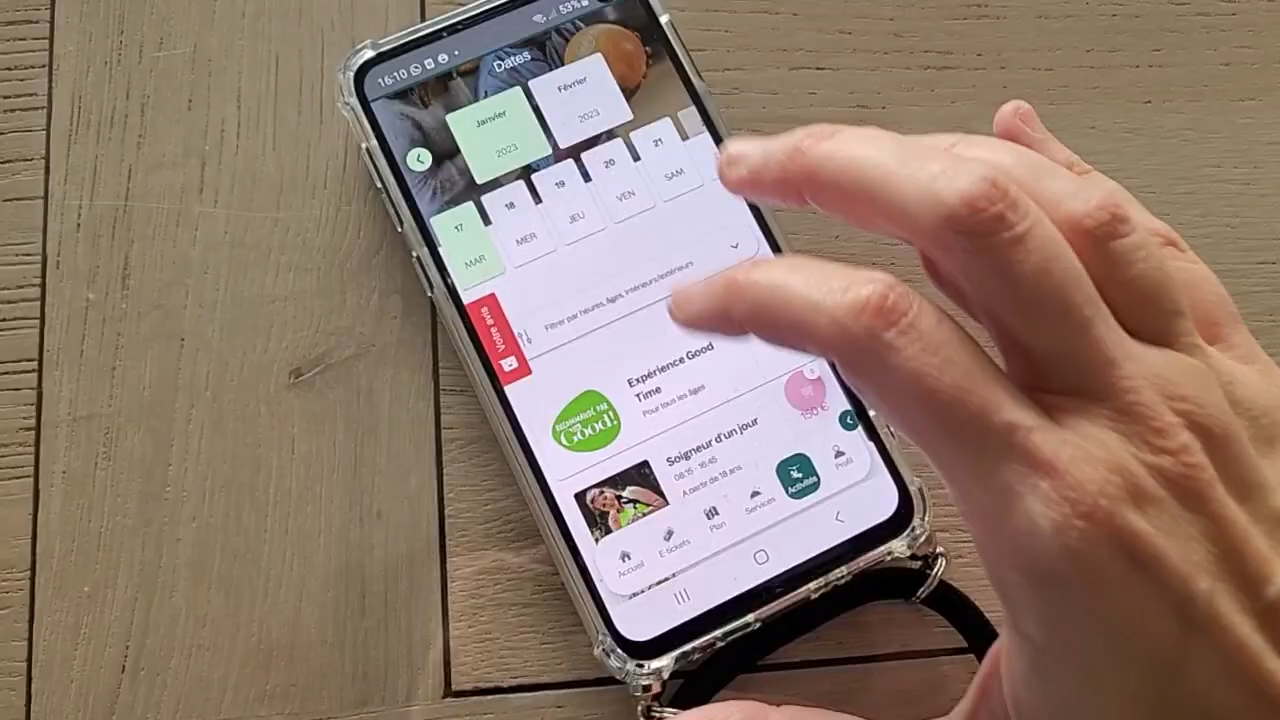 16:10
53%
Dates
Janvier
2023
Février
2023
17
MAR
18
MER
19
JEU
20
VEN
21
SAM
Filtrer par heures, âges, intérieurs/extérieurs
Votre avis
Expérience Good
Time
Pour tous les âges
RECOMMANDÉ PAR
Good!
Soigneur d'un jour
08:15 - 16:45
A partir de 18 ans
150 €
Accueil
E-tickets
Plan
Services
Activités
Profil